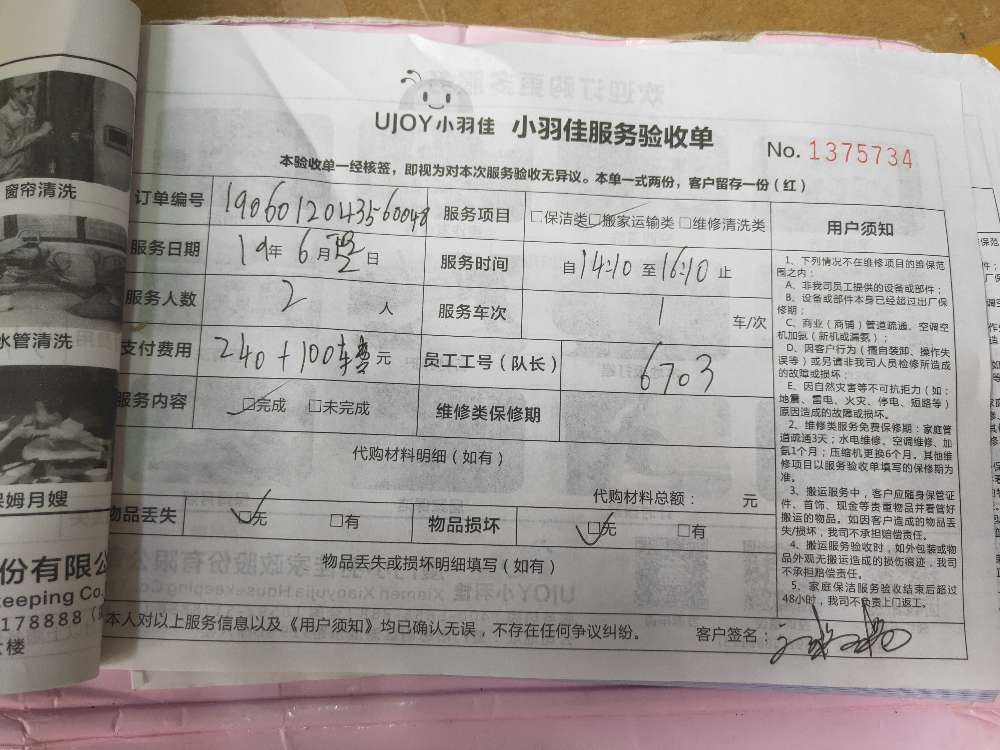 UJOY小羽佳 小羽佳服务验收单 No. 1375734
本验收单一经核签，即视为对本次服务验收无异议。本单一式两份，客户留存一份（红）
订单编号 1906012043560048 服务项目 □保洁类 □搬家运输类 □维修清洗类
服务日期 19年 6月 2日 服务时间 自14:10至16:10止
服务人数 2 人 服务车次 1 车/次
支付费用 240+100车费元 员工工号（队长） 6703
服务内容 □完成 □未完成 维修类保修期
代购材料明细（如有）
代购材料总额： 元
物品丢失 □无 □有 物品损坏 □无 □有
物品丢失或损坏明细填写（如有）
本人对以上服务信息以及《用户须知》均已确认无误，不存在任何争议纠纷。 客户签名：
用户须知
1、下列情况不在维修项目的维保范
围之内：
A、非我司员工提供的设备或部件；
B、设备或部件本身已经超过出厂保
修期；
C、商业（商铺）管道疏通、空调空
机加氨（新机或漏氨）；
D、因客户行为（擅自装卸、操作失
误等）或另请非我司人员检修所造成
的故障或损坏；
E、因自然灾害等不可抗拒力（如：
地震、雷电、火灾、停电、短路等）
原因造成的故障或损坏。
2、维修类服务免费保修期：家庭管
道疏通3天；水电维修、空调维修、加
氨1个月；压缩机更换6个月。其他维
修项目以服务验收单填写的保修期为
准。
3、搬运服务中，客户应随身保管证
件、首饰、现金等贵重物品并看管好
搬运的物品。如因客户造成的物品丢
失/损坏，我司不承担赔偿责任。
4、搬运服务验收时，如外包装或物
品外观无搬运造成的损伤痕迹，我司
不承担赔偿责任。
5、家庭保洁服务验收结束后超过
48小时，我司不负责上门返工。
窗帘清洗
水管清洗
保姆月嫂
份有限公
keeping Co.
178888
楼